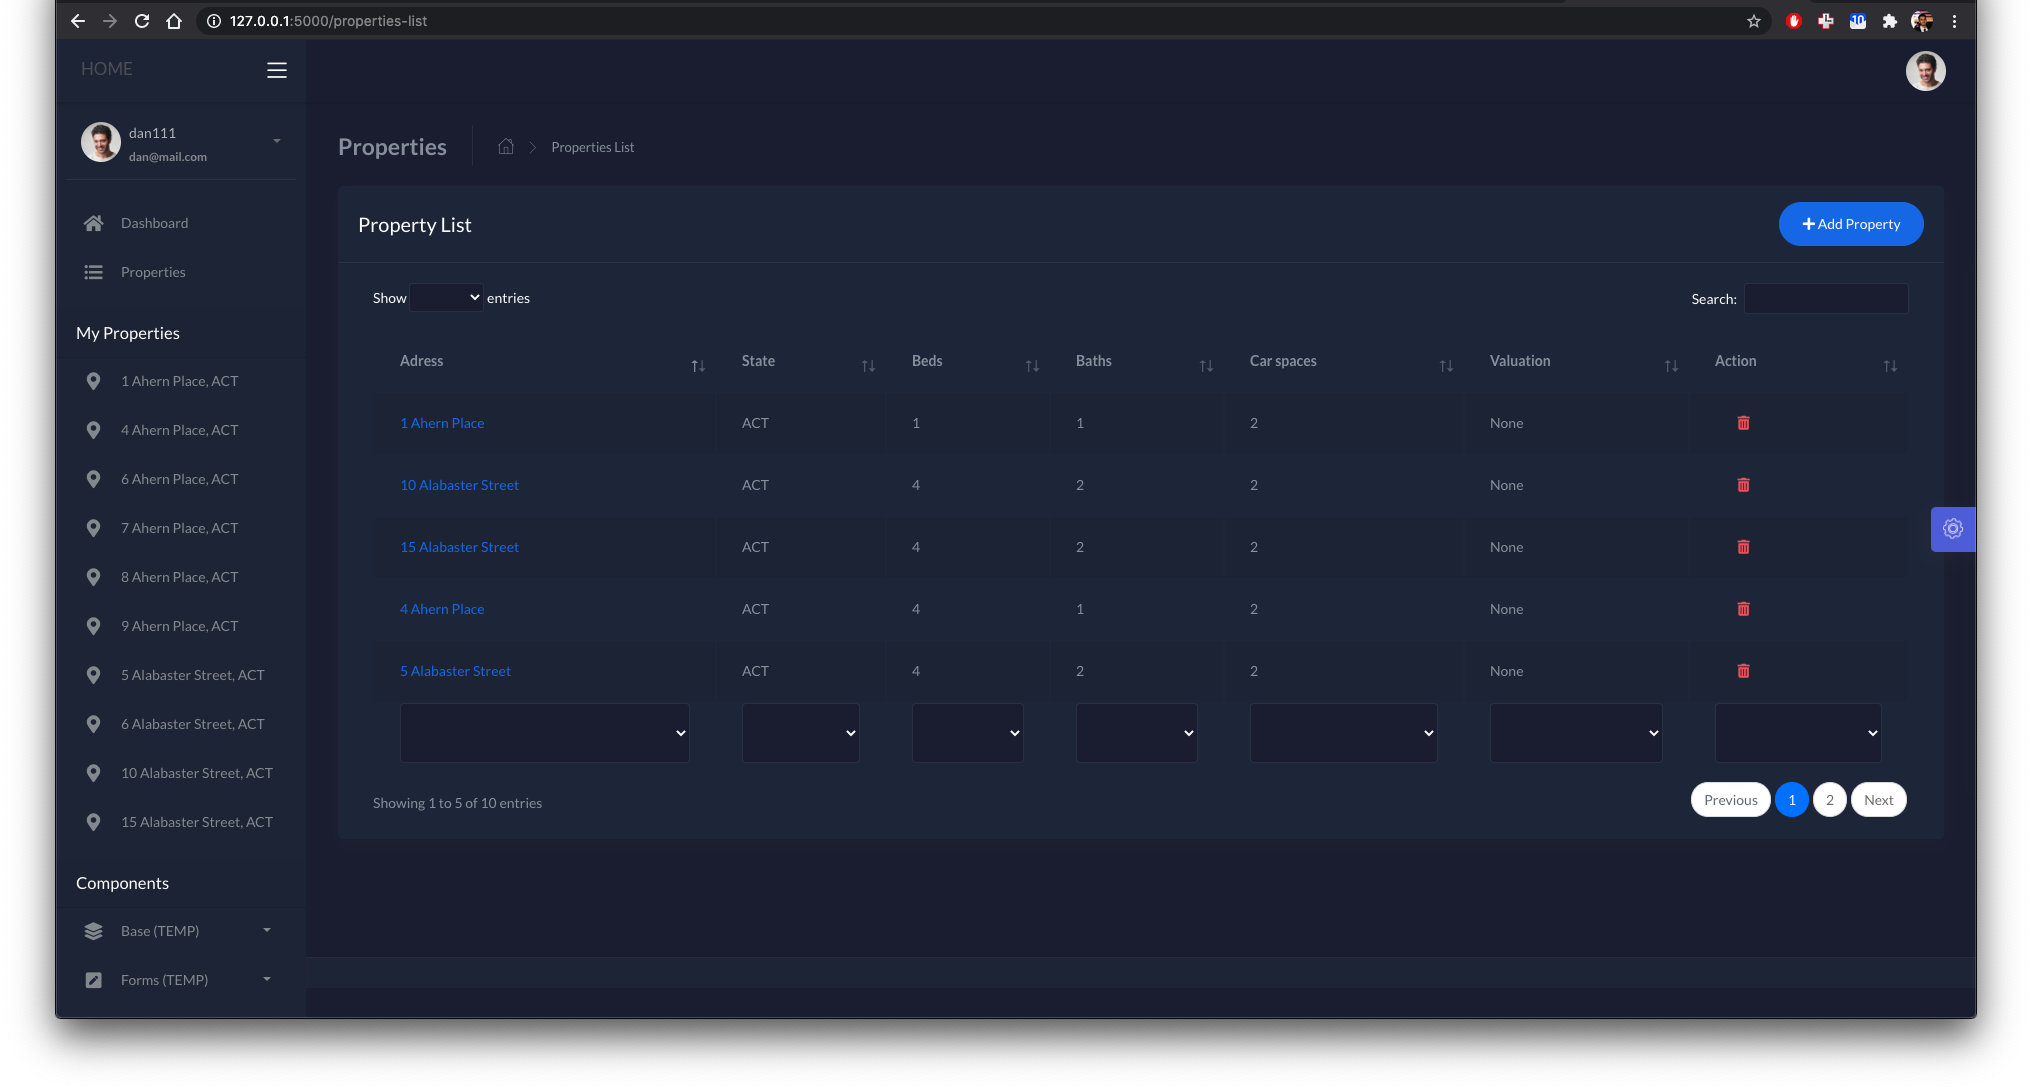 127.0.0.1:5000/properties-list
10
HOME
dan111
dan@mail.com
Dashboard
Properties
My Properties
1 Ahern Place, ACT
4 Ahern Place, ACT
6 Ahern Place, ACT
7 Ahern Place, ACT
8 Ahern Place, ACT
9 Ahern Place, ACT
5 Alabaster Street, ACT
6 Alabaster Street, ACT
10 Alabaster Street, ACT
15 Alabaster Street, ACT
Components
Base (TEMP)
Forms (TEMP)
Properties
Properties List
Property List
Add Property
Show entries
Search:
Adress State Beds Baths Car spaces Valuation Action
1 Ahern Place ACT 1 1 2 None
10 Alabaster Street ACT 4 2 2 None
15 Alabaster Street ACT 4 2 2 None
4 Ahern Place ACT 4 1 2 None
5 Alabaster Street ACT 4 2 2 None
Showing 1 to 5 of 10 entries
Previous 1 2 Next